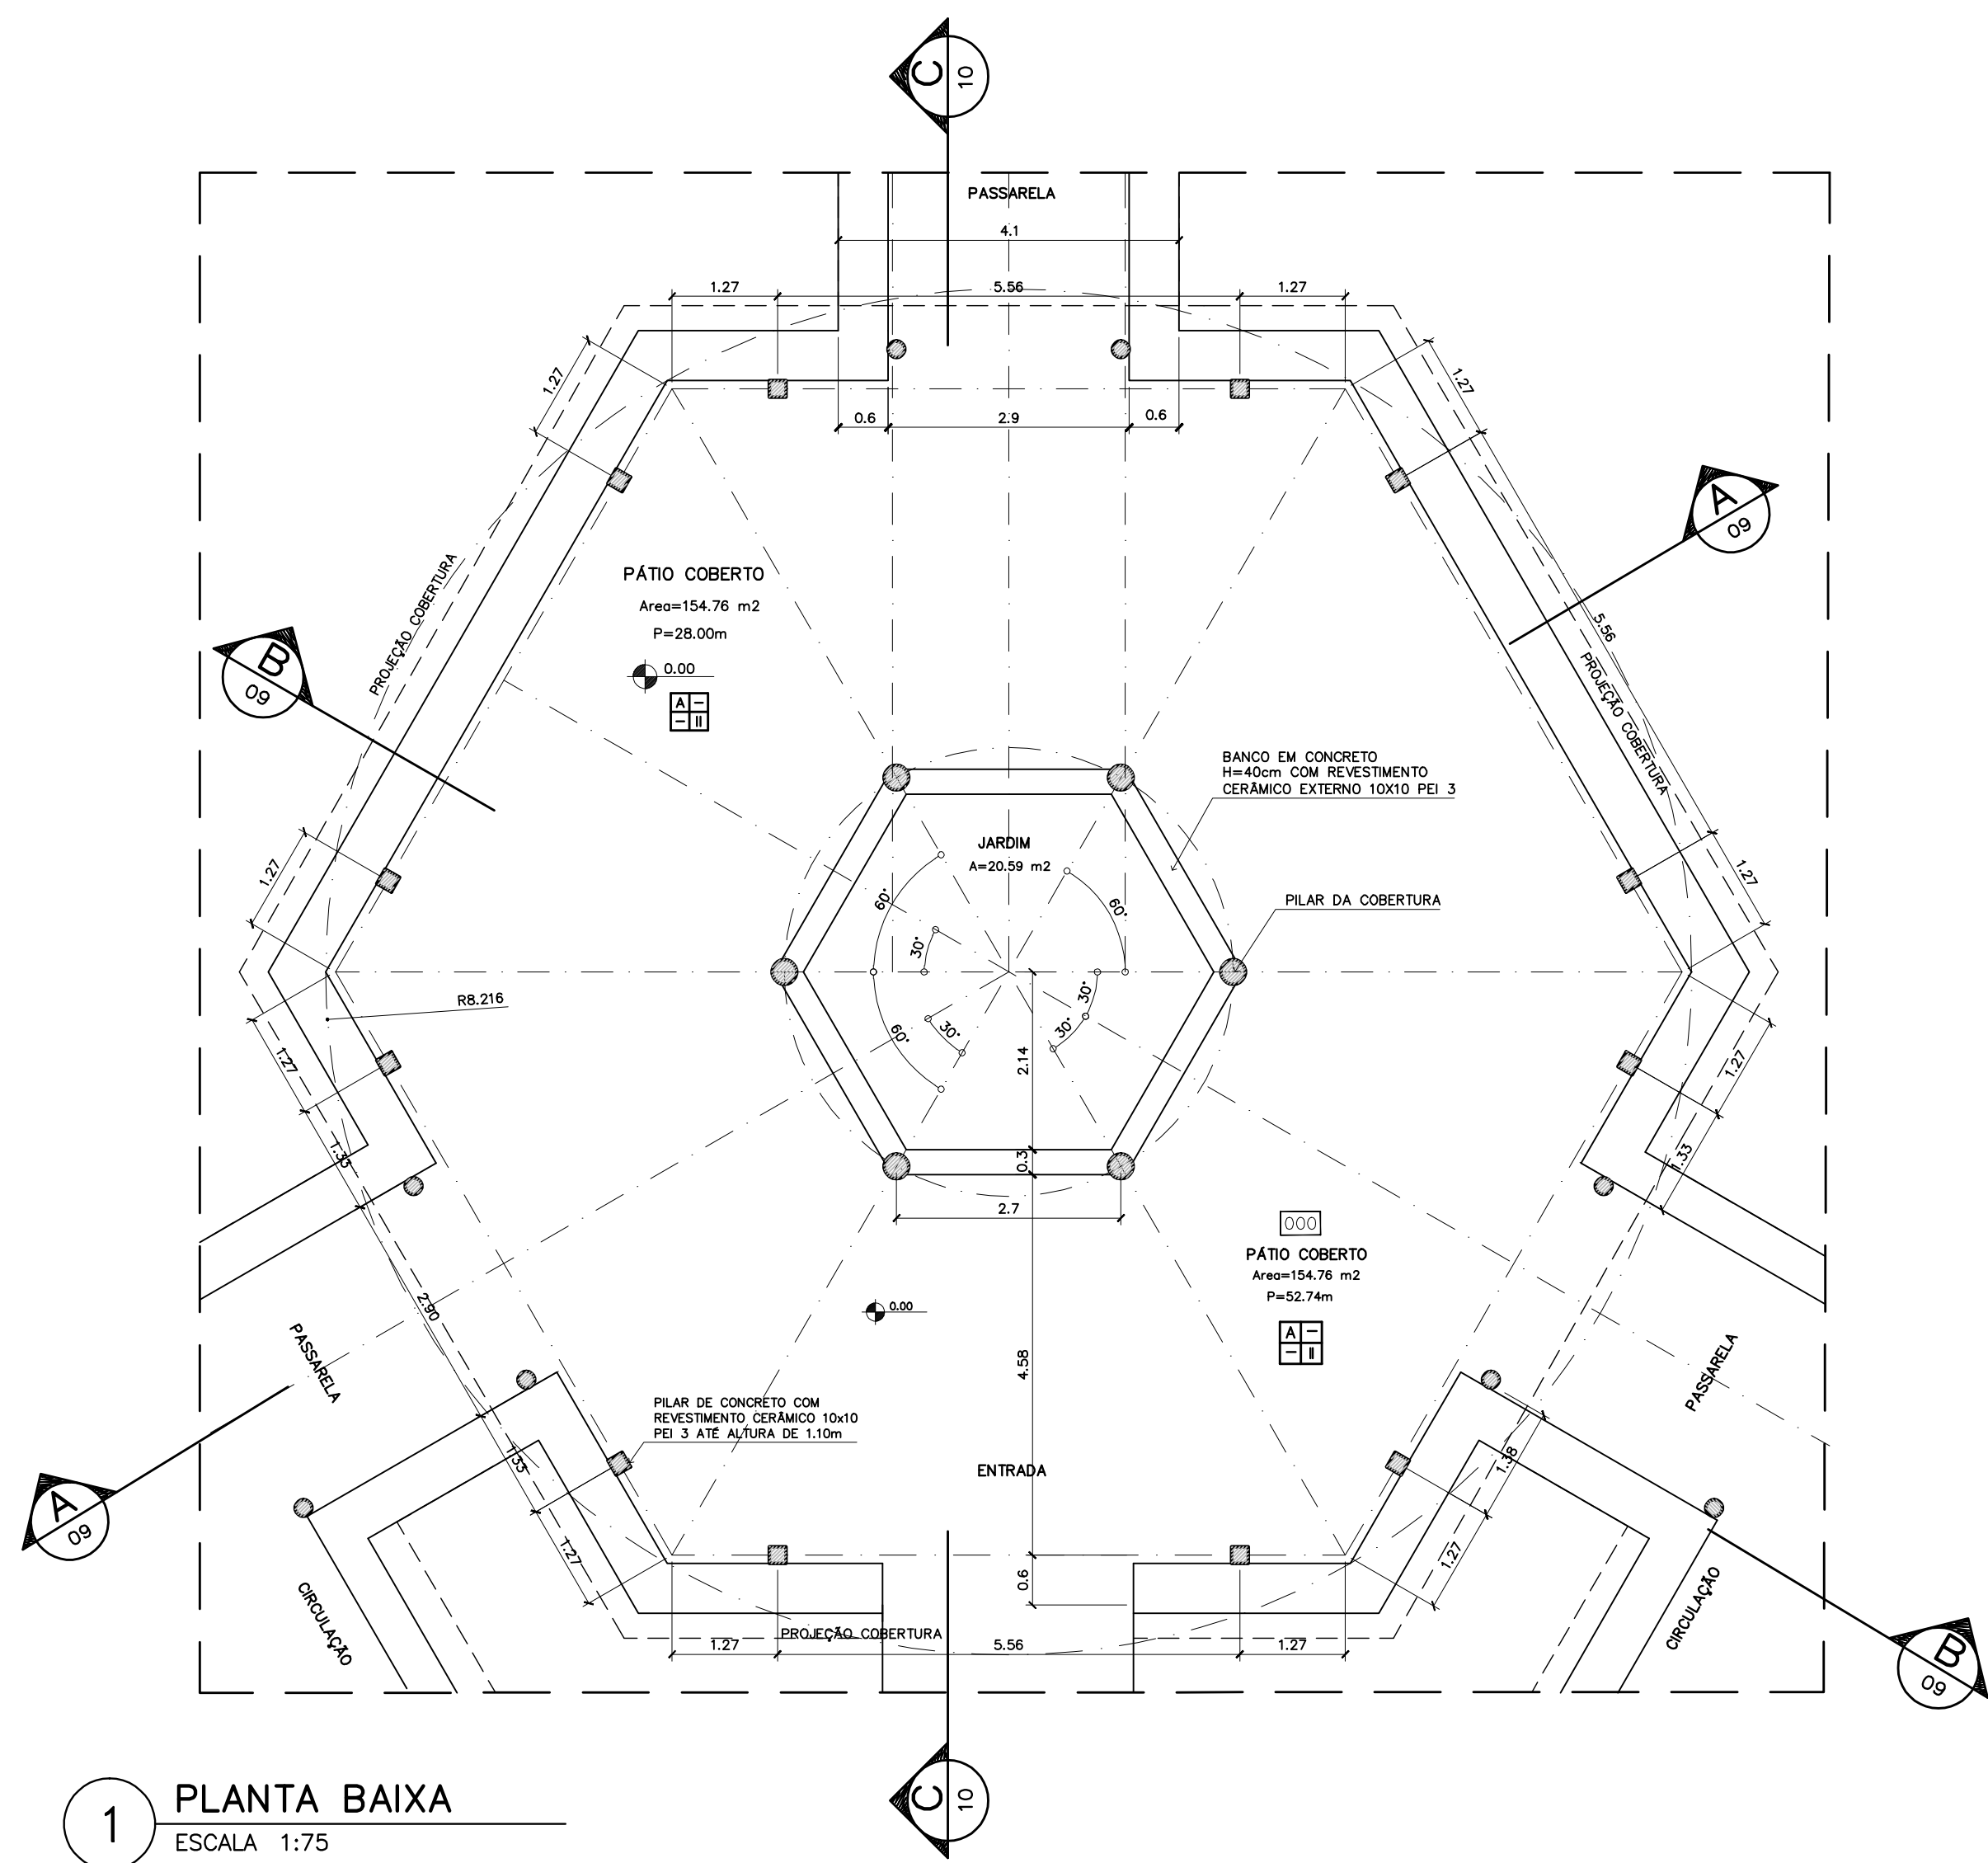 C
10
PASSARELA
4.1
1.27
5.56
1.27
1.27
1.27
0.6
2.9
0.6
A
09
PÁTIO COBERTO
Area=154.76 m2
P=28.00m
0.00
A
II
PROJEÇÃO COBERTURA
B
09
5.56
PROJEÇÃO COBERTURA
BANCO EM CONCRETO
H=40cm COM REVESTIMENTO
CERÂMICO EXTERNO 10X10 PEI 3
JARDIM
A=20.59 m2
PILAR DA COBERTURA
1.27
1.27
60°
60°
30°
30°
R8.216
60°
30°
30°
2.14
1.27
1.27
1.33
1.33
0.3
2.7
000
PÁTIO COBERTO
Area=154.76 m2
P=52.74m
A
II
0.00
2.90
4.58
PASSARELA
PASSARELA
PILAR DE CONCRETO COM
REVESTIMENTO CERÂMICO 10x10
PEI 3 ATÉ ALTURA DE 1.10m
ENTRADA
1.33
1.38
A
09
1.27
1.27
0.6
CIRCULAÇÃO
CIRCULAÇÃO
PROJEÇÃO COBERTURA
1.27
5.56
1.27
B
09
C
10
1
PLANTA BAIXA
ESCALA 1:75